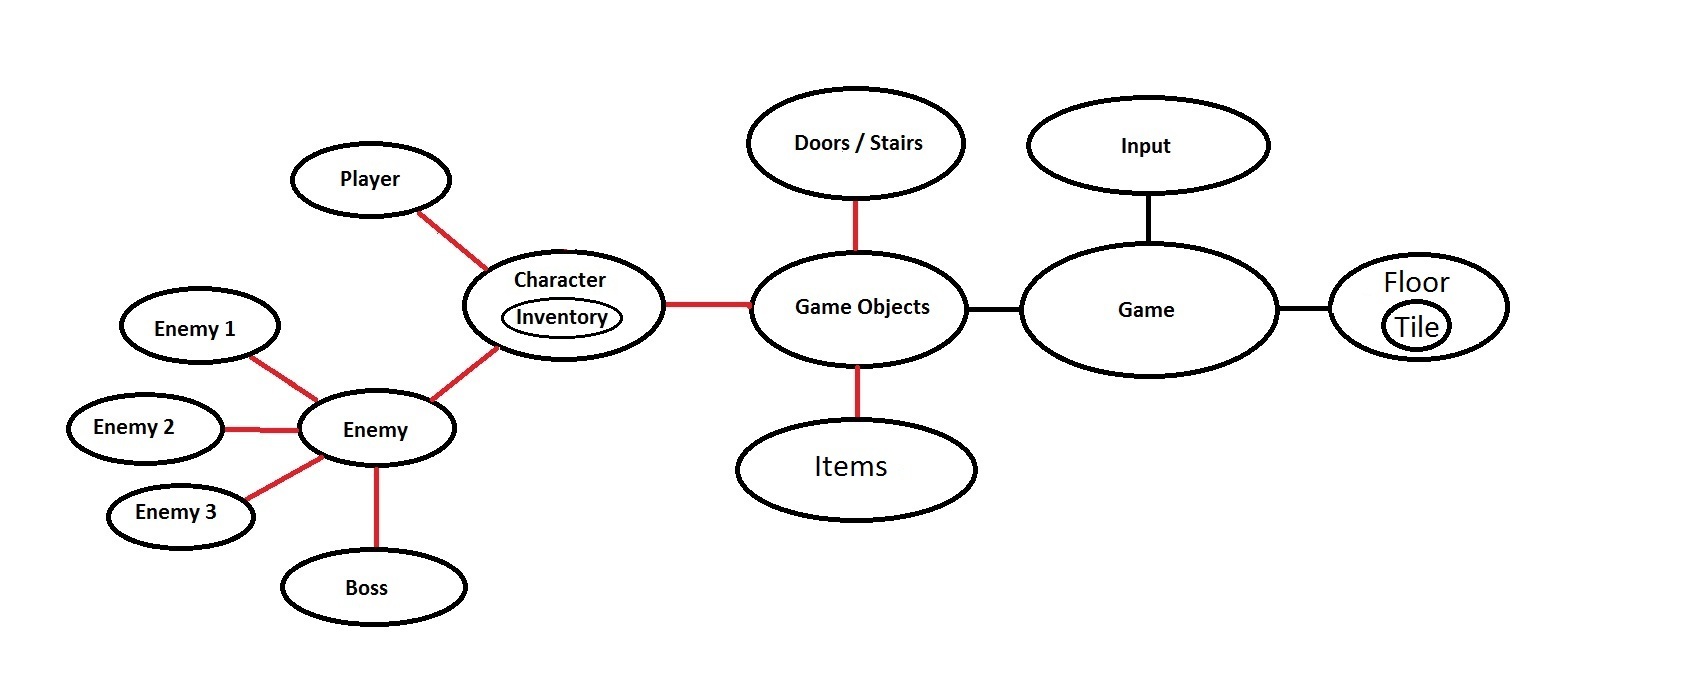 Doors / Stairs
Input
Player
Character
Inventory
Game Objects
Game
Floor
Tile
Enemy 1
Enemy 2
Enemy
Enemy 3
Items
Boss